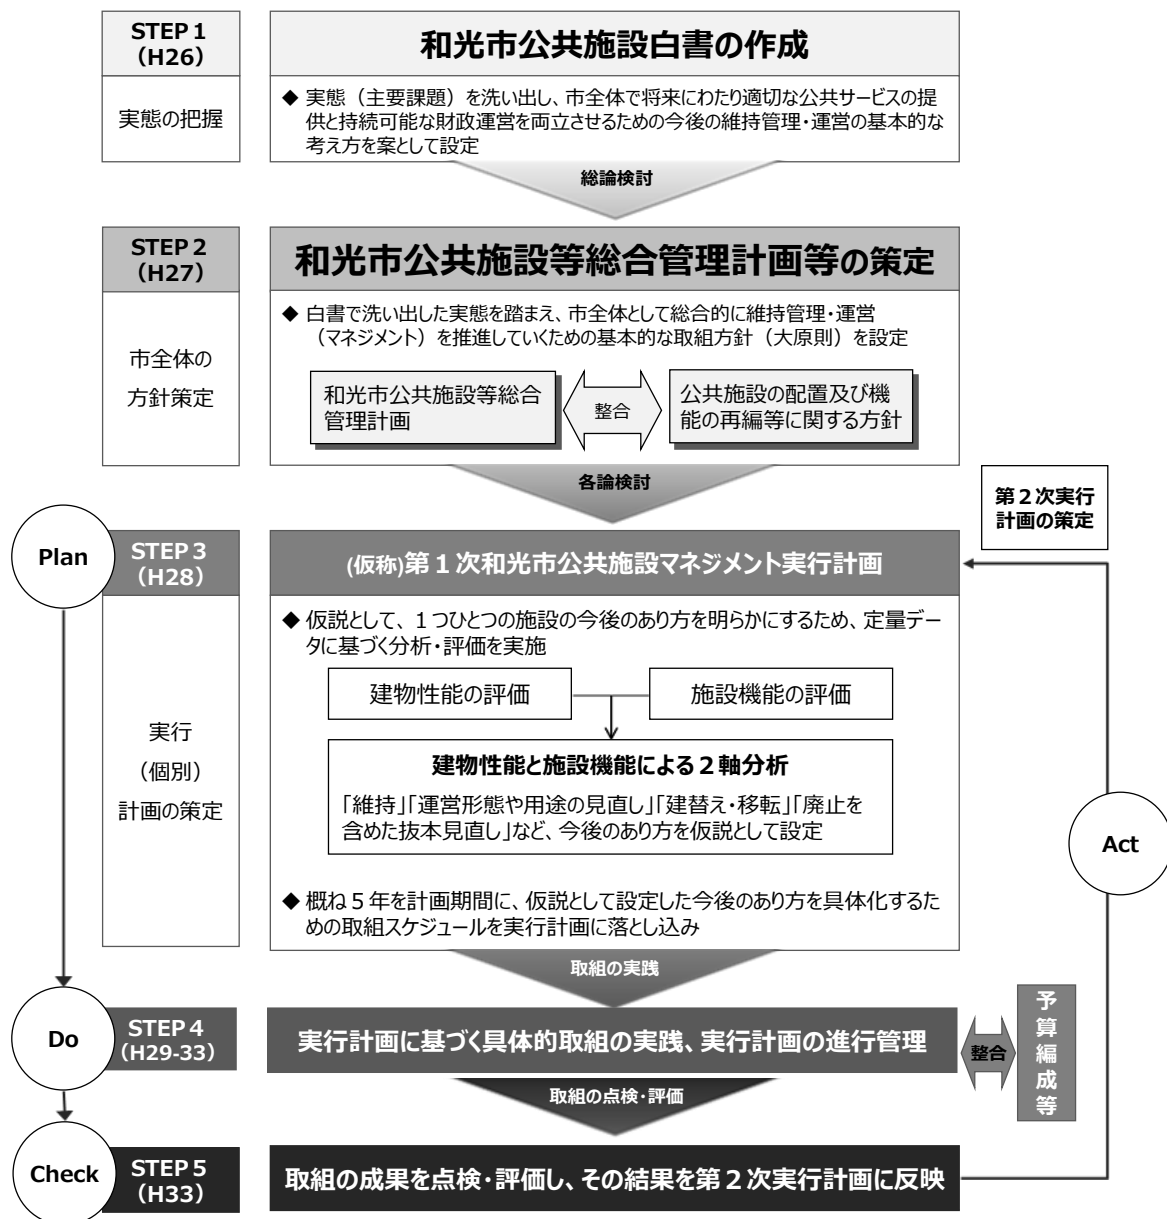 STEP 1
（H26）
実態の把握
和光市公共施設白書の作成
◆ 実態（主要課題）を洗い出し、市全体で将来にわたり適切な公共サービスの提
供と持続可能な財政運営を両立させるための今後の維持管理・運営の基本的な
考え方を案として設定
総論検討
STEP 2
（H27）
市全体の
方針策定
和光市公共施設等総合管理計画等の策定
◆ 白書で洗い出した実態を踏まえ、市全体として総合的に維持管理・運営
（マネジメント）を推進していくための基本的な取組方針（大原則）を設定
和光市公共施設等総合
管理計画
整合
公共施設の配置及び機
能の再編等に関する方針
各論検討
第２次実行
計画の策定
Plan
STEP 3
（H28）
実行
（個別）
計画の策定
(仮称)第１次和光市公共施設マネジメント実行計画
◆ 仮説として、１つひとつの施設の今後のあり方を明らかにするため、定量デー
タに基づく分析・評価を実施
建物性能の評価
施設機能の評価
建物性能と施設機能による２軸分析
「維持」「運営形態や用途の見直し」「建替え・移転」「廃止を
含めた抜本見直し」など、今後のあり方を仮説として設定
◆ 概ね５年を計画期間に、仮説として設定した今後のあり方を具体化するた
めの取組スケジュールを実行計画に落とし込み
Act
取組の実践
Do
STEP 4
（H29-33）
実行計画に基づく具体的取組の実践、実行計画の進行管理
整合
予算編成等
取組の点検・評価
Check
STEP 5
（H33）
取組の成果を点検・評価し、その結果を第２次実行計画に反映